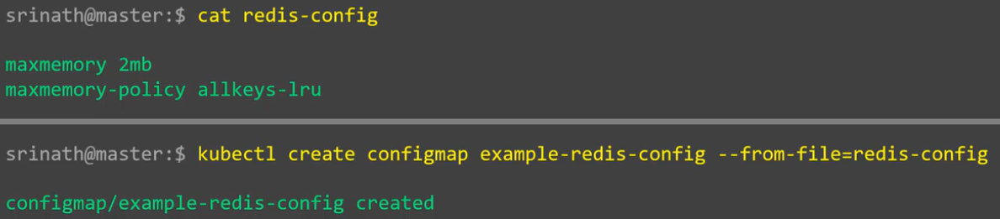 srinath@master:$ cat redis-config
maxmemory 2mb
maxmemory-policy allkeys-lru
srinath@master:$ kubectl create configmap example-redis-config --from-file=redis-config
configmap/example-redis-config created